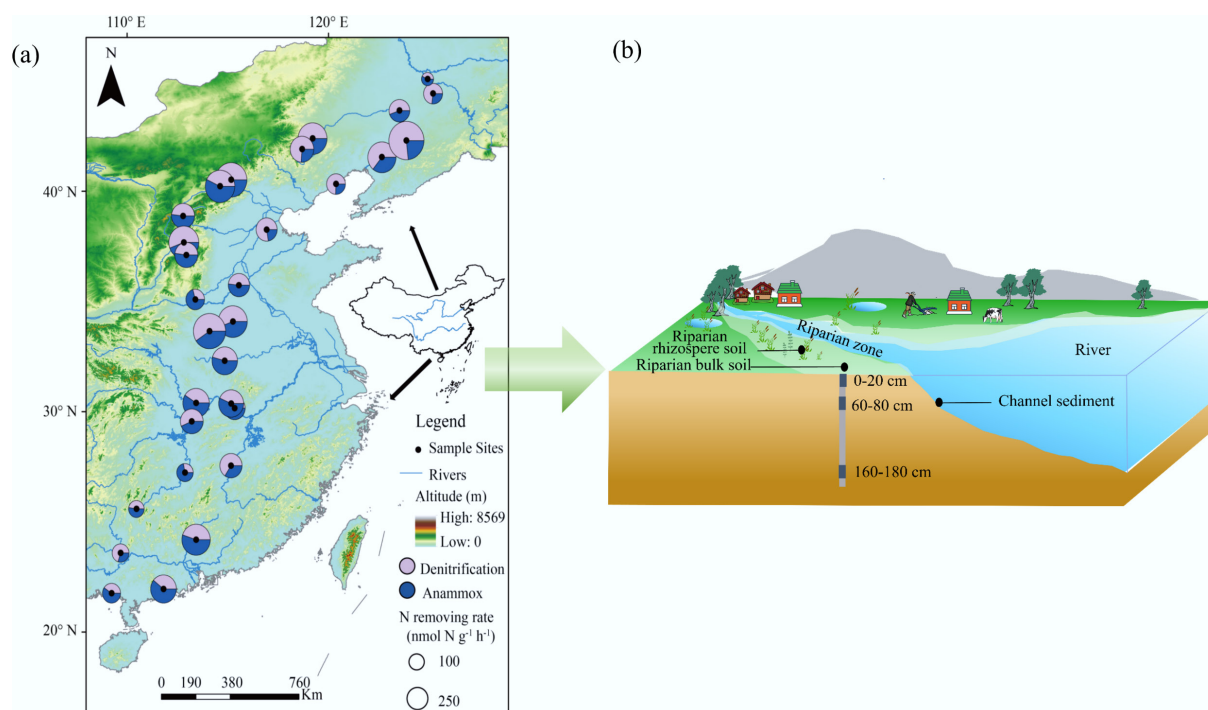 (a)
110° E
120° E
N
40° N
30° N
20° N
Legend
Sample Sites
Rivers
Altitude (m)
High: 8569
Low: 0
Denitrification
Anammox
N removing rate
(nmol N g⁻¹ h⁻¹)
100
250
0 190 380 760
Km
(b)
Riparian
rhizospere soil
Riparian bulk soil
Riparian zone
River
0-20 cm
60-80 cm
Channel sediment
160-180 cm